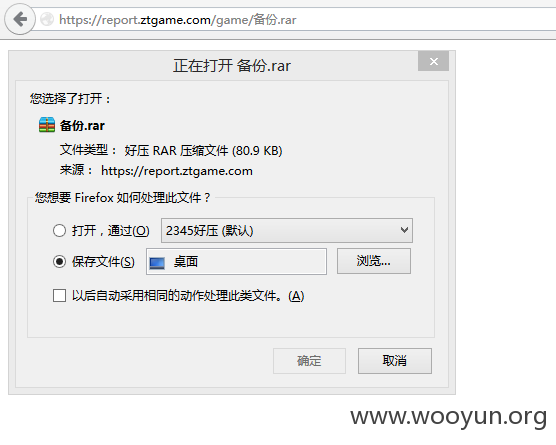 https://report.ztgame.com/game/备份.rar
正在打开 备份.rar
您选择了打开：
备份.rar
文件类型： 好压 RAR 压缩文件 (80.9 KB)
来源： https://report.ztgame.com
您想要 Firefox 如何处理此文件？
打开，通过(O) 2345好压 (默认)
保存文件(S) 桌面 浏览...
以后自动采用相同的动作处理此类文件。(A)
确定 取消
www.wooyun.org